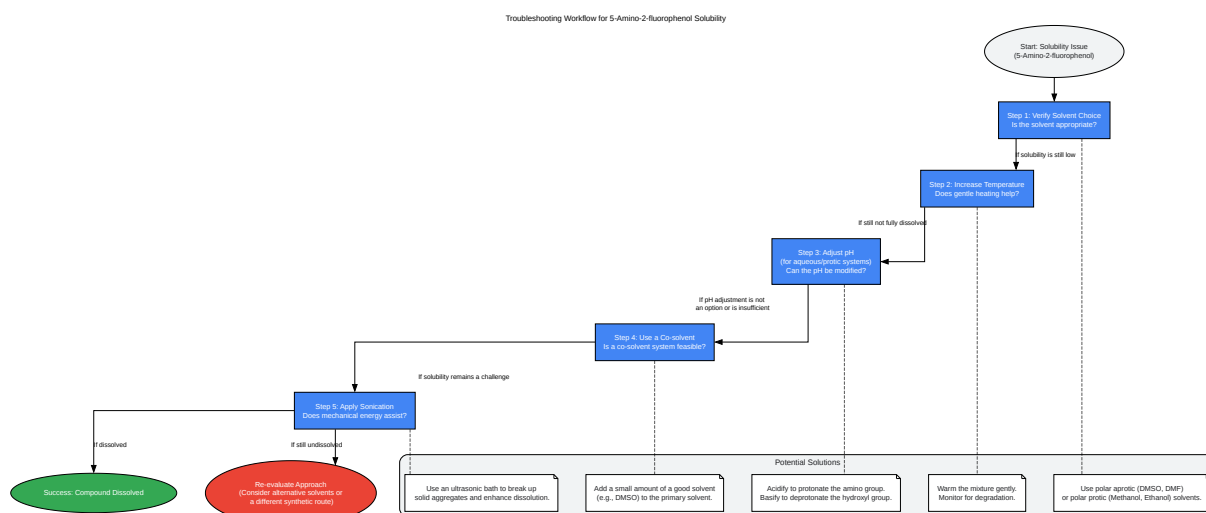 Troubleshooting Workflow for 5-Amino-2-fluorophenol Solubility
Start: Solubility Issue
(5-Amino-2-fluorophenol)
Step 1: Verify Solvent Choice
Is the solvent appropriate?
If solubility is still low
Step 2: Increase Temperature
Does gentle heating help?
If still not fully dissolved
Step 3: Adjust pH
(for aqueous/protic systems)
Can the pH be modified?
If pH adjustment is not
an option or is insufficient
Step 4: Use a Co-solvent
Is a co-solvent system feasible?
If solubility remains a challenge
Step 5: Apply Sonication
Does mechanical energy assist?
If dissolved
If still undissolved
Success: Compound Dissolved
Re-evaluate Approach
(Consider alternative solvents or
a different synthetic route)
Potential Solutions
Use an ultrasonic bath to break up
solid aggregates and enhance dissolution.
Add a small amount of a good solvent
(e.g., DMSO) to the primary solvent.
Acidify to protonate the amino group.
Basify to deprotonate the hydroxyl group.
Warm the mixture gently.
Monitor for degradation.
Use polar aprotic (DMSO, DMF)
or polar protic (Methanol, Ethanol) solvents.